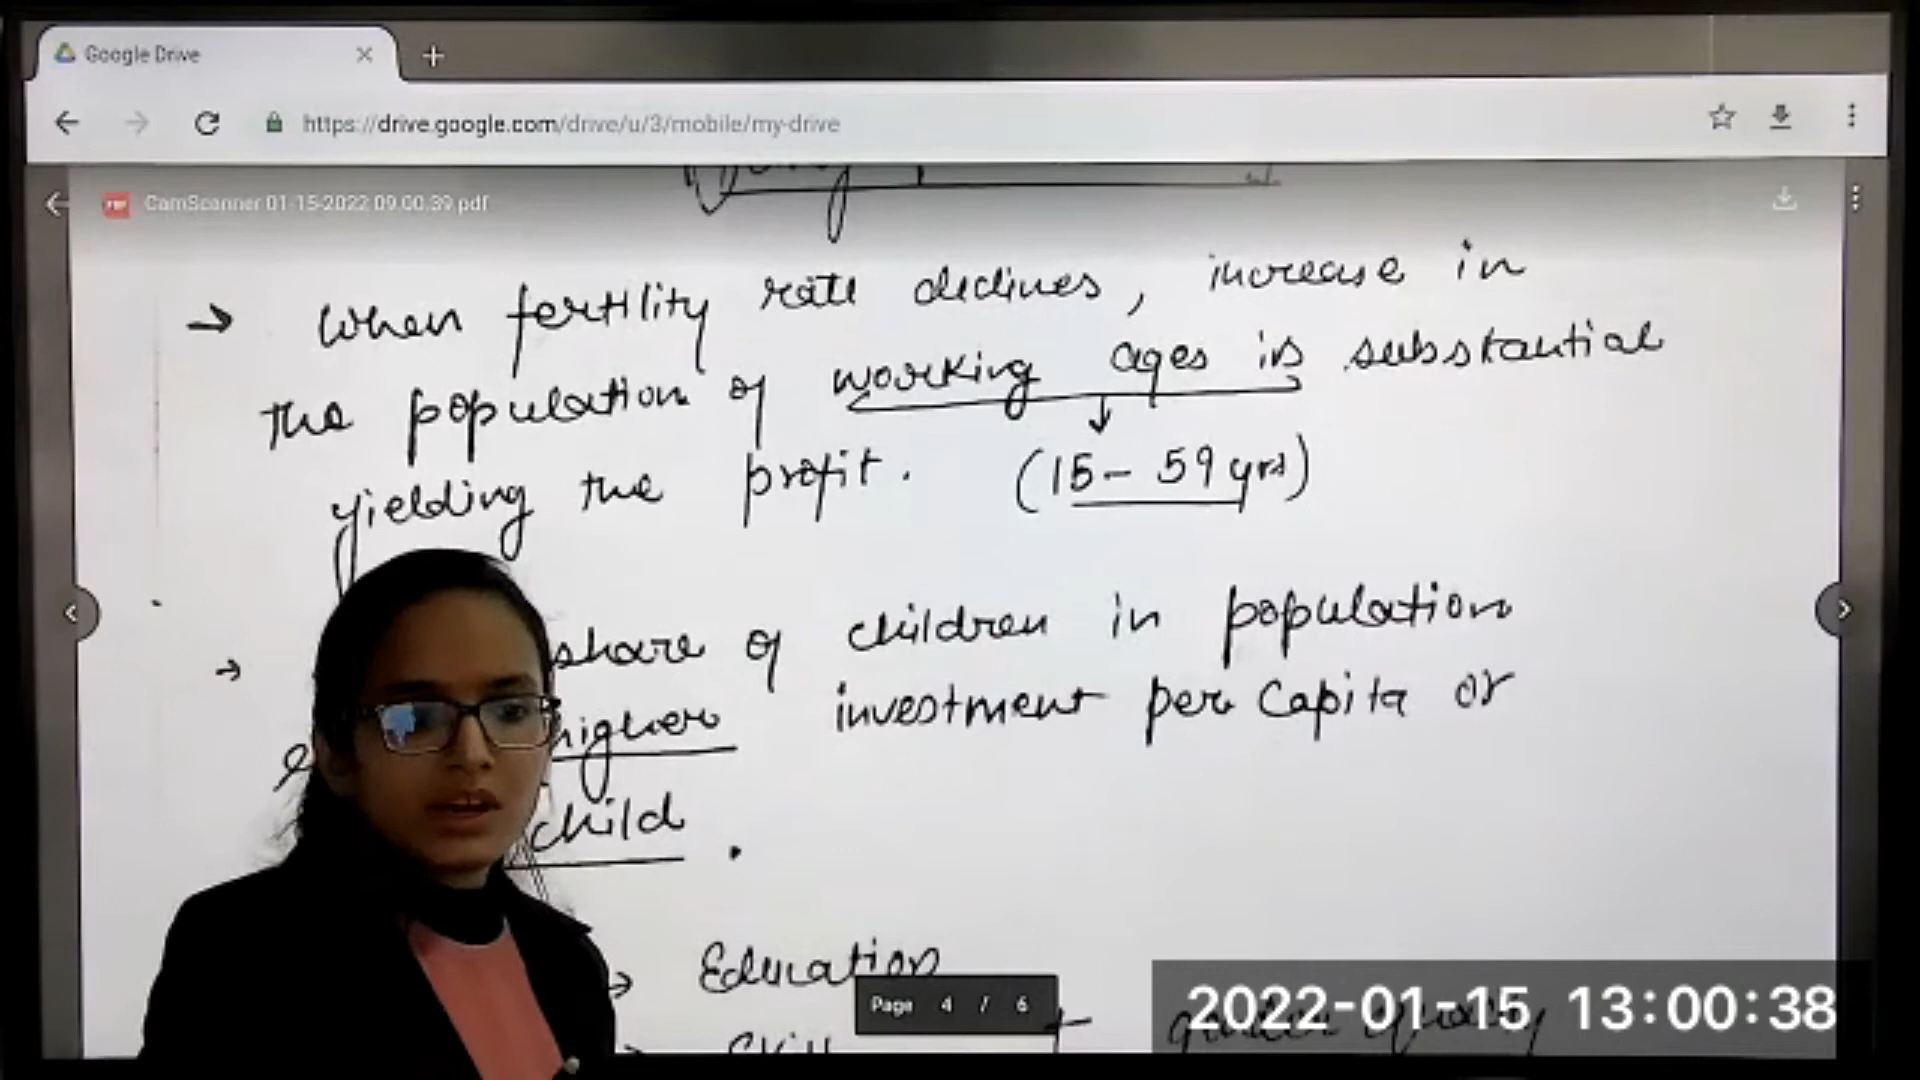 Google Drive
https://drive.google.com/drive/u/3/mobile/my-drive
CamScanner 01-15-2022 09.00.39.pdf
→ When fertility rate declines, increase in
the population of working ages is substantial
yielding the profit. (15 - 59 yrs)
→ share of children in population
higher investment per capita or
child.
→ Education
Page 4 / 6
Skill
2022-01-15 13:00:38